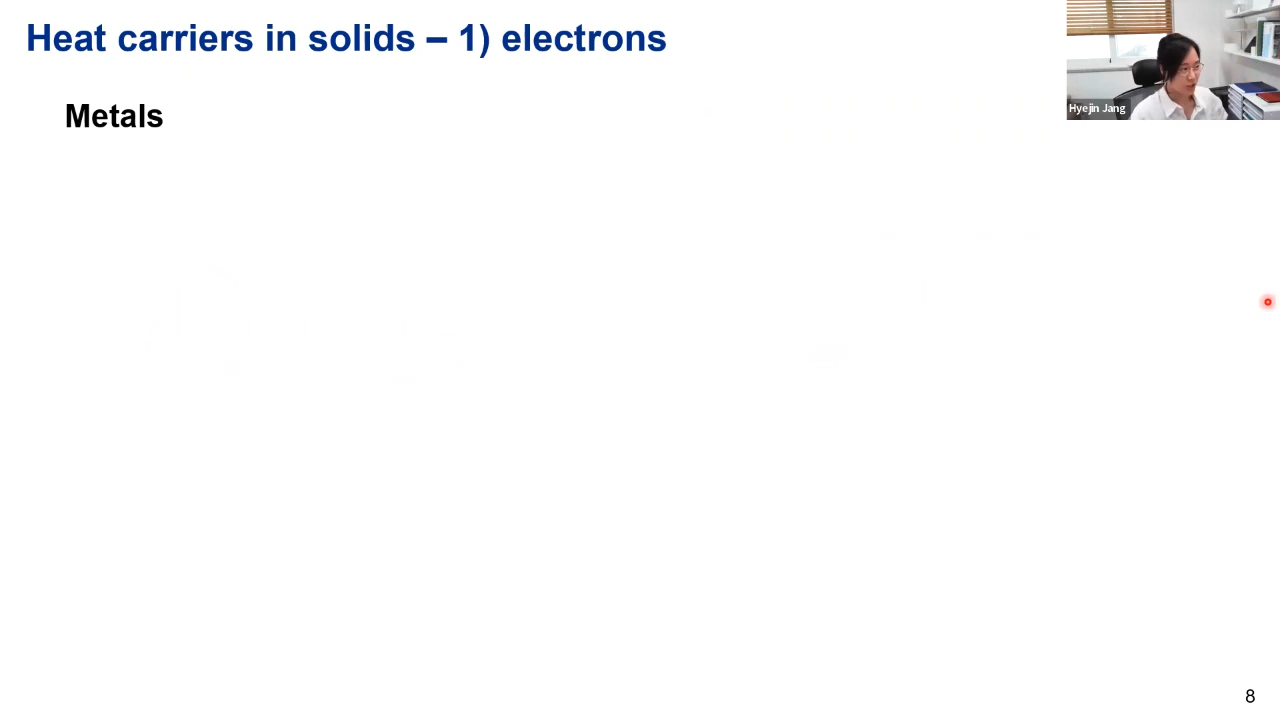 Heat carriers in solids – 1) electrons
Hyejin Jang
Metals
8